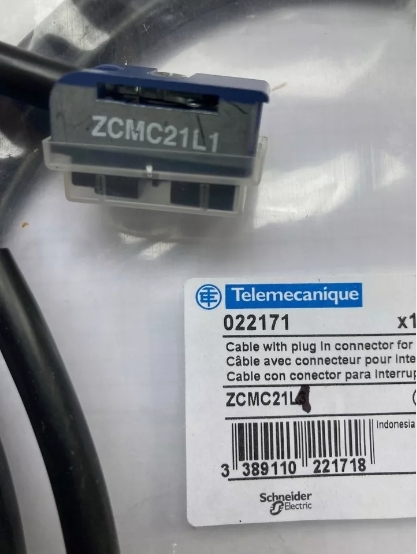 ZCMC21L1
Telemecanique
022171 x1
Cable with plug in connector for
Câble avec connecteur pour inte
Cable con conector para interrup
ZCMC21L
Indonesia
3 389110 221718
Schneider
Electric